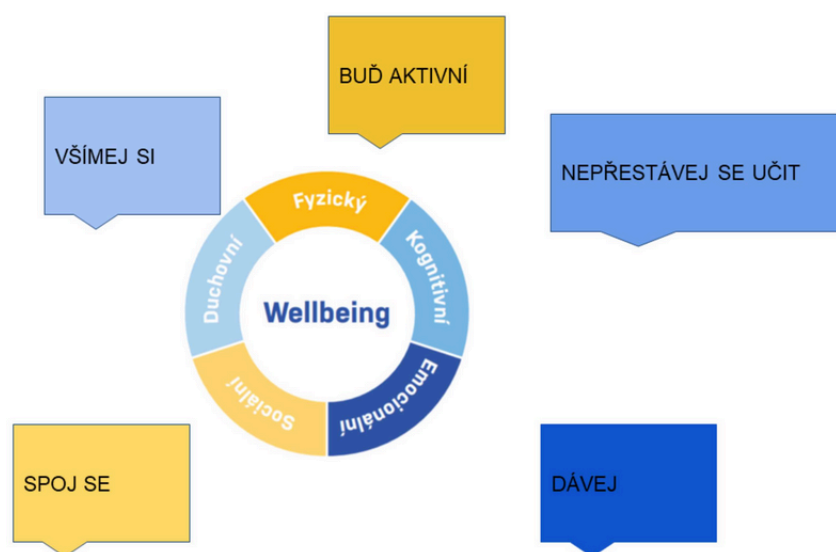 BUĎ AKTIVNÍ
VŠÍMEJ SI
NEPŘESTÁVEJ SE UČIT
Fyzický
Duchovní
Kognitivní
Wellbeing
Sociální
Emocionální
SPOJ SE
DÁVEJ